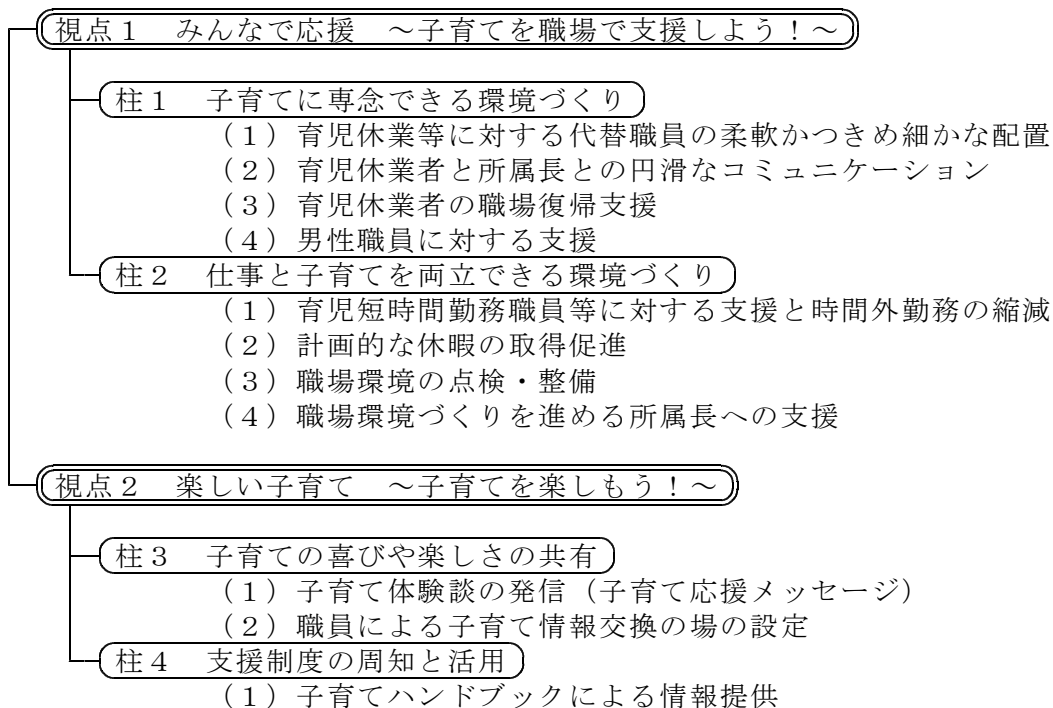 視点１　みんなで応援　～子育てを職場で支援しよう！～
柱１　子育てに専念できる環境づくり
（１）育児休業等に対する代替職員の柔軟かつきめ細かな配置
（２）育児休業者と所属長との円滑なコミュニケーション
（３）育児休業者の職場復帰支援
（４）男性職員に対する支援
柱２　仕事と子育てを両立できる環境づくり
（１）育児短時間勤務職員等に対する支援と時間外勤務の縮減
（２）計画的な休暇の取得促進
（３）職場環境の点検・整備
（４）職場環境づくりを進める所属長への支援
視点２　楽しい子育て　～子育てを楽しもう！～
柱３　子育ての喜びや楽しさの共有
（１）子育て体験談の発信（子育て応援メッセージ）
（２）職員による子育て情報交換の場の設定
柱４　支援制度の周知と活用
（１）子育てハンドブックによる情報提供